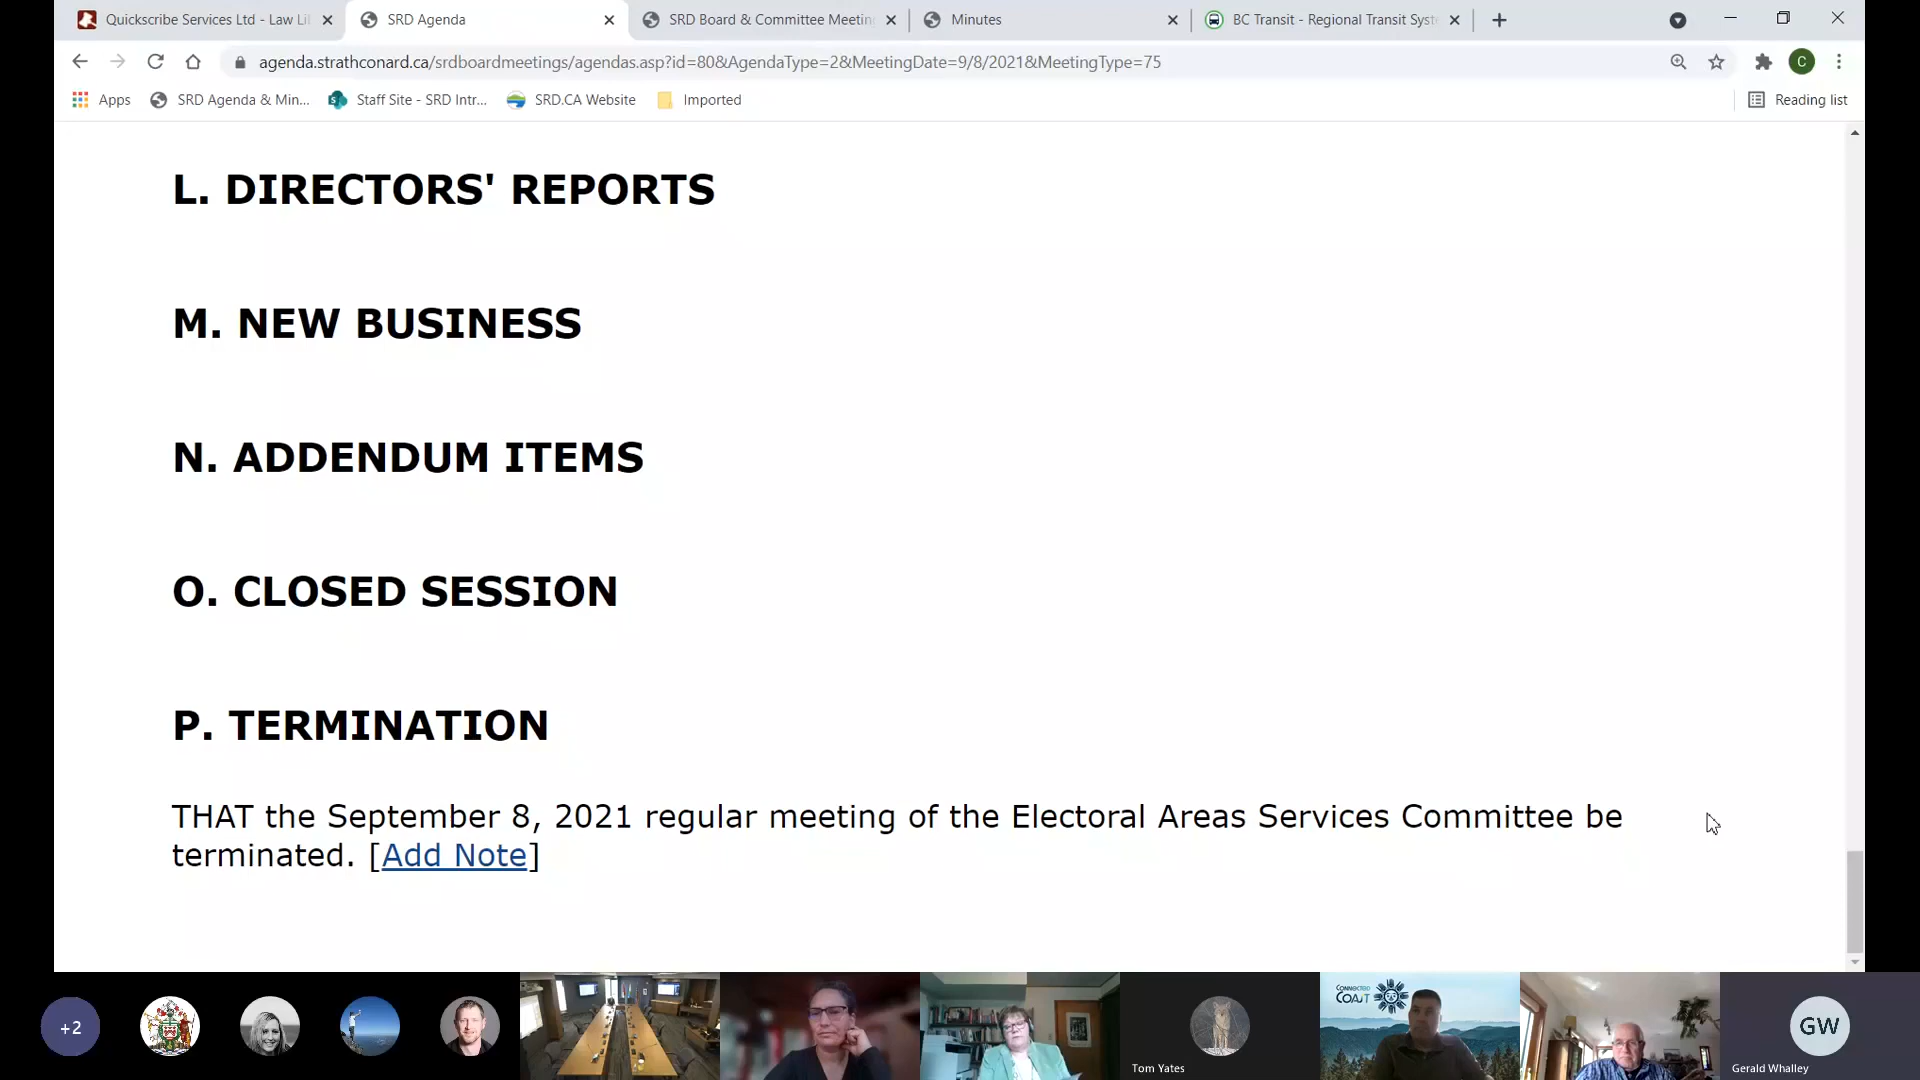 Quickscribe Services Ltd - Law Li
SRD Agenda
SRD Board & Committee Meetin
Minutes
BC Transit - Regional Transit Syst
agenda.strathconard.ca/srdboardmeetings/agendas.asp?id=80&AgendaType=2&MeetingDate=9/8/2021&MeetingType=75
C
Apps
SRD Agenda & Min...
Staff Site - SRD Intr...
SRD.CA Website
Imported
Reading list
L. DIRECTORS' REPORTS
M. NEW BUSINESS
N. ADDENDUM ITEMS
O. CLOSED SESSION
P. TERMINATION
THAT the September 8, 2021 regular meeting of the Electoral Areas Services Committee be
terminated. [Add Note]
+2
Tom Yates
CONNECTED
COAST
GW
Gerald Whalley